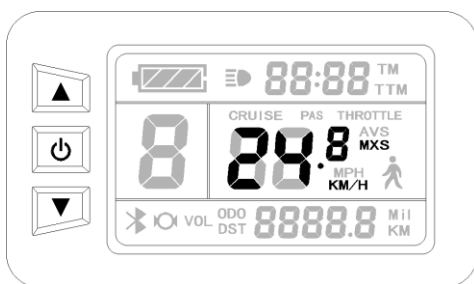 88:88 TM
TTM
CRUISE PAS THROTTLE
8 24.8 AVS
MXS
MPH
KM/H
VOL ODO
DST 8888.8 Mil
KM